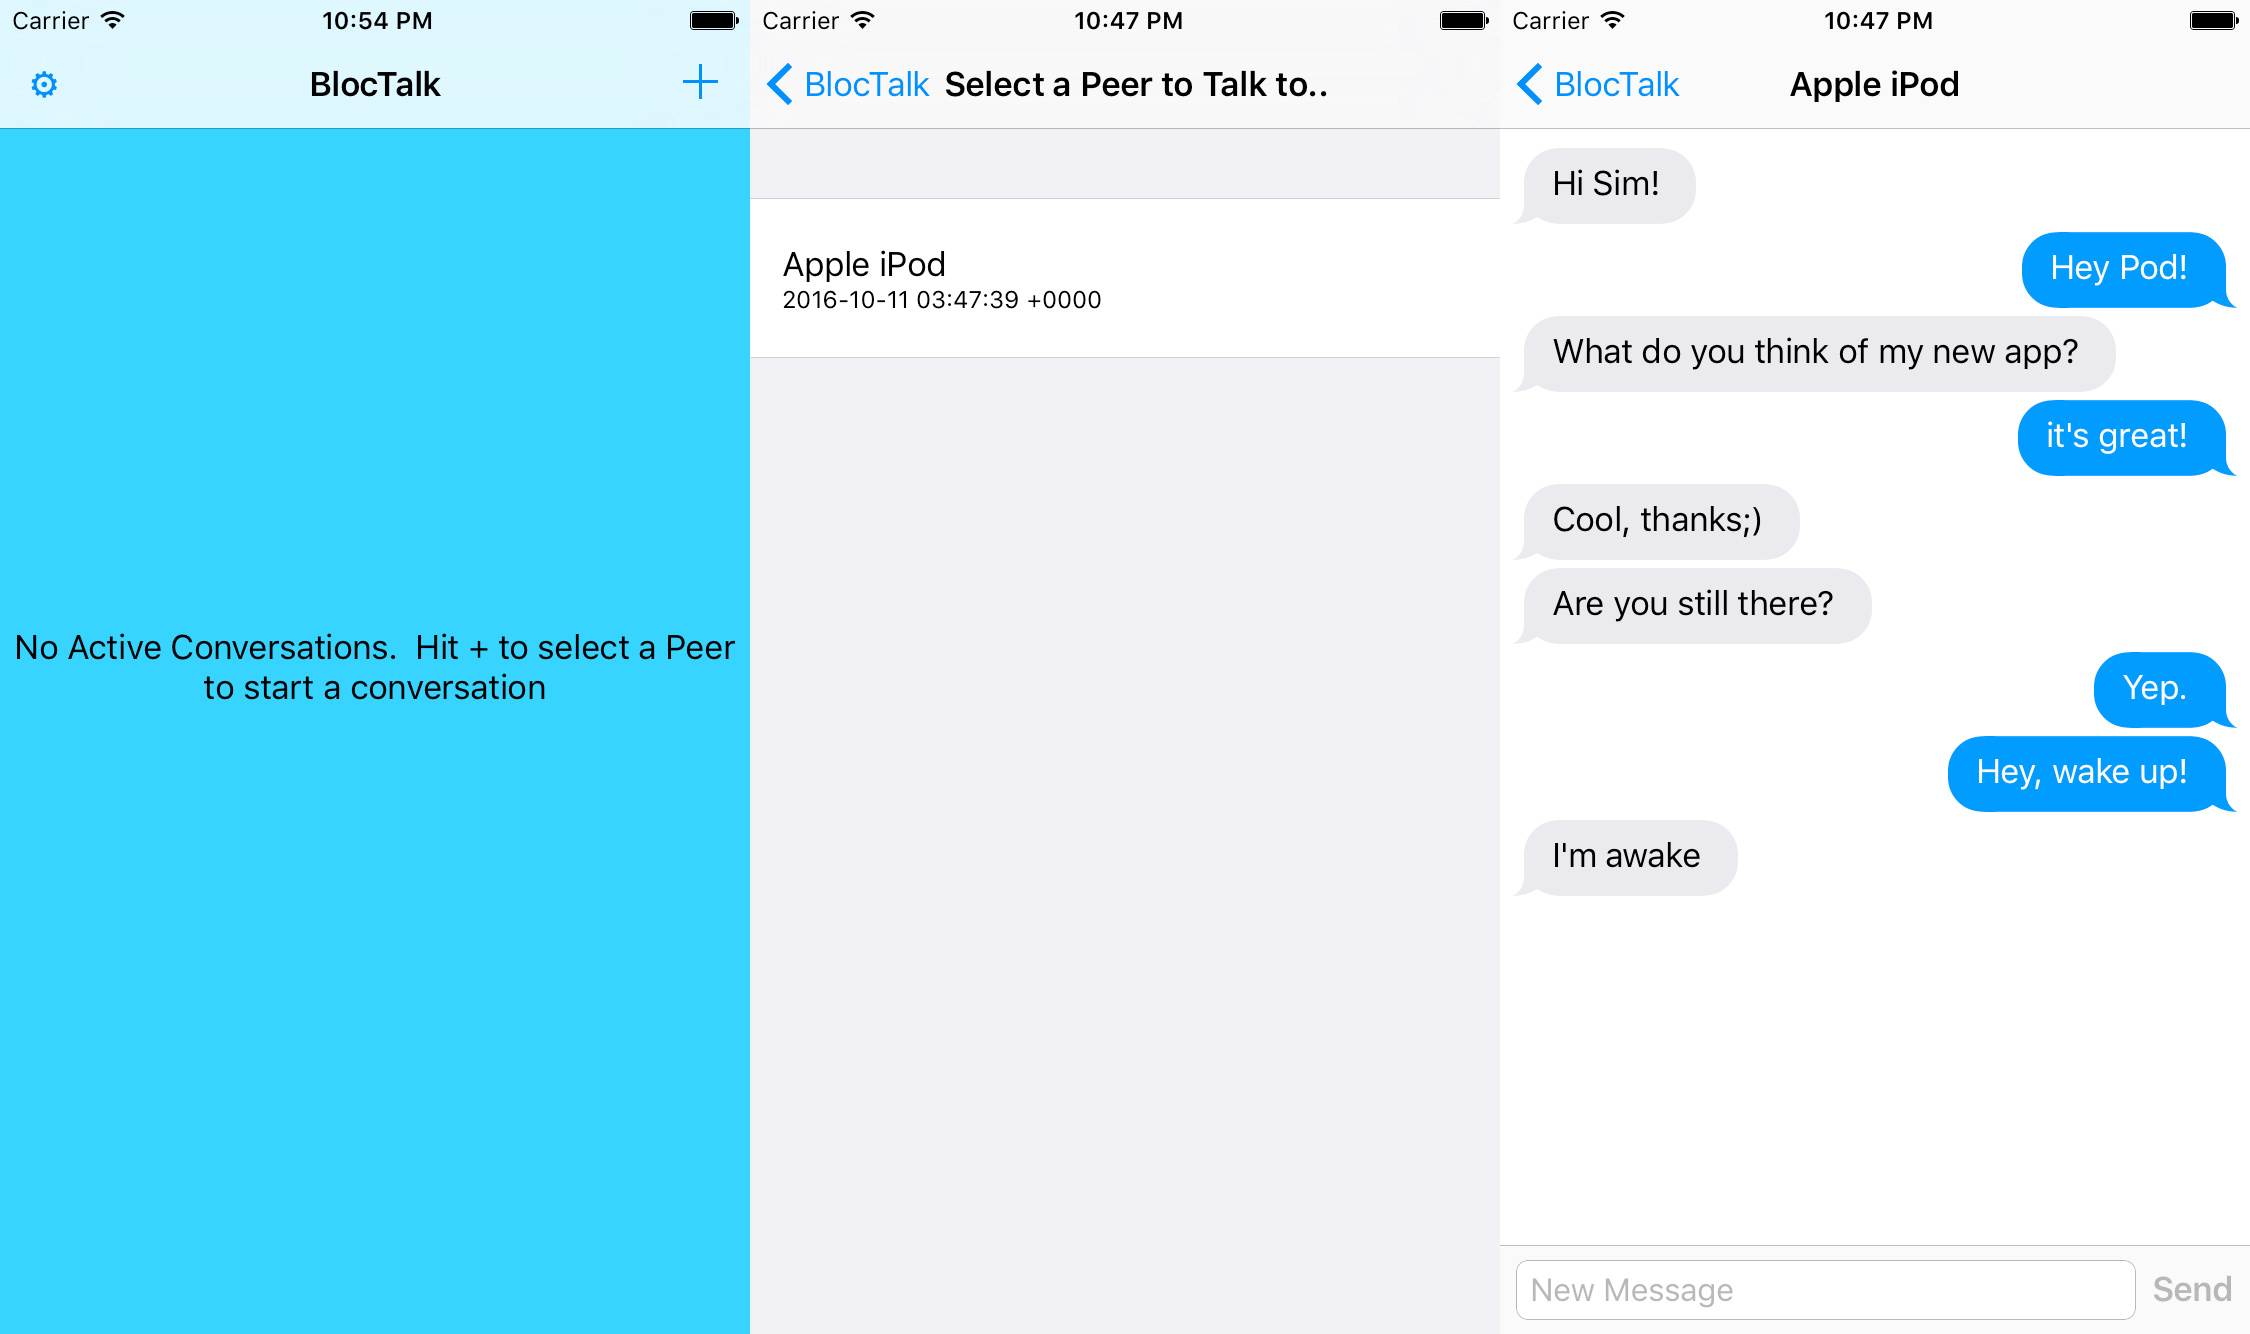 Carrier 10:54 PM
BlocTalk
No Active Conversations.  Hit + to select a Peer
to start a conversation
Carrier 10:47 PM
BlocTalk Select a Peer to Talk to..
Apple iPod
2016-10-11 03:47:39 +0000
Carrier 10:47 PM
BlocTalk Apple iPod
Hi Sim!
Hey Pod!
What do you think of my new app?
it's great!
Cool, thanks;)
Are you still there?
Yep.
Hey, wake up!
I'm awake
New Message Send